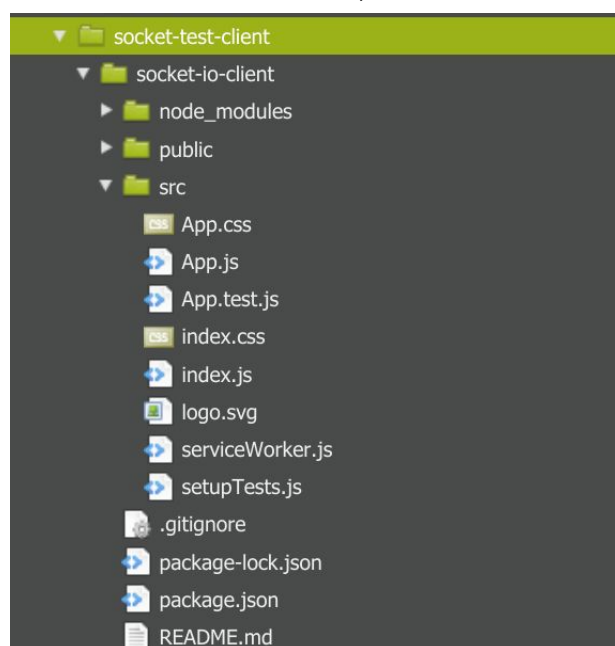 socket-test-client
socket-io-client
node_modules
public
src
CSS App.css
App.js
App.test.js
CSS index.css
index.js
logo.svg
serviceWorker.js
setupTests.js
.gitignore
package-lock.json
package.json
README.md